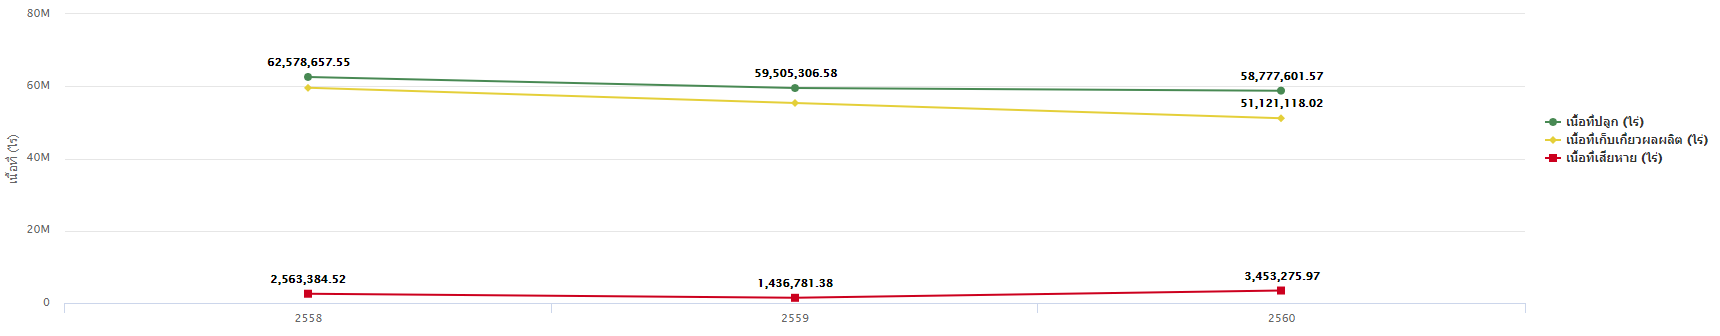 80M
62,578,657.55
59,505,306.58
58,777,601.57
60M
51,121,118.02
เนื้อที่ปลูก (ไร่)
เนื้อที่เก็บเกี่ยวผลผลิต (ไร่)
เนื้อที่เสียหาย (ไร่)
40M
เนื้อที่ (ไร่)
20M
2,563,384.52
1,436,781.38
3,453,275.97
0
2558
2559
2560